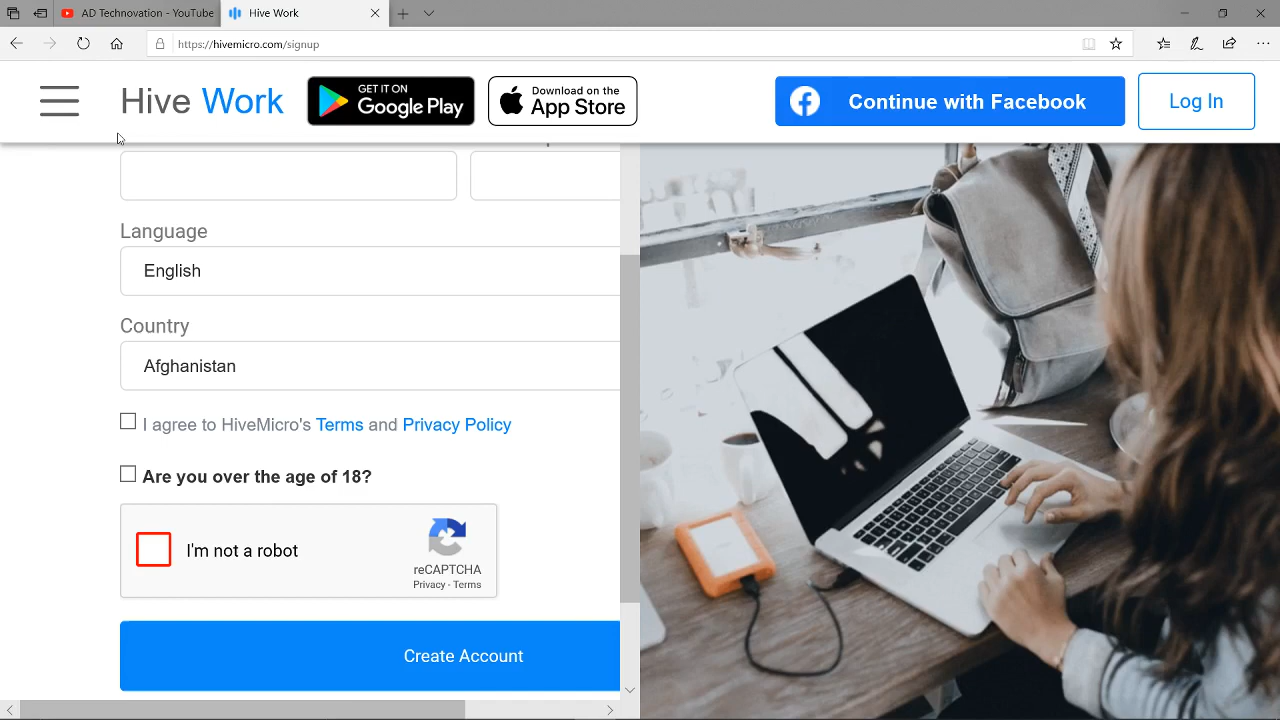 AD Technovation - YouTube
Hive Work
https://hivemicro.com/signup
Hive Work
GET IT ON
Google Play
Download on the
App Store
Continue with Facebook
Log In
Language
English
Country
Afghanistan
I agree to HiveMicro's Terms and Privacy Policy
Are you over the age of 18?
I'm not a robot
reCAPTCHA
Privacy - Terms
Create Account